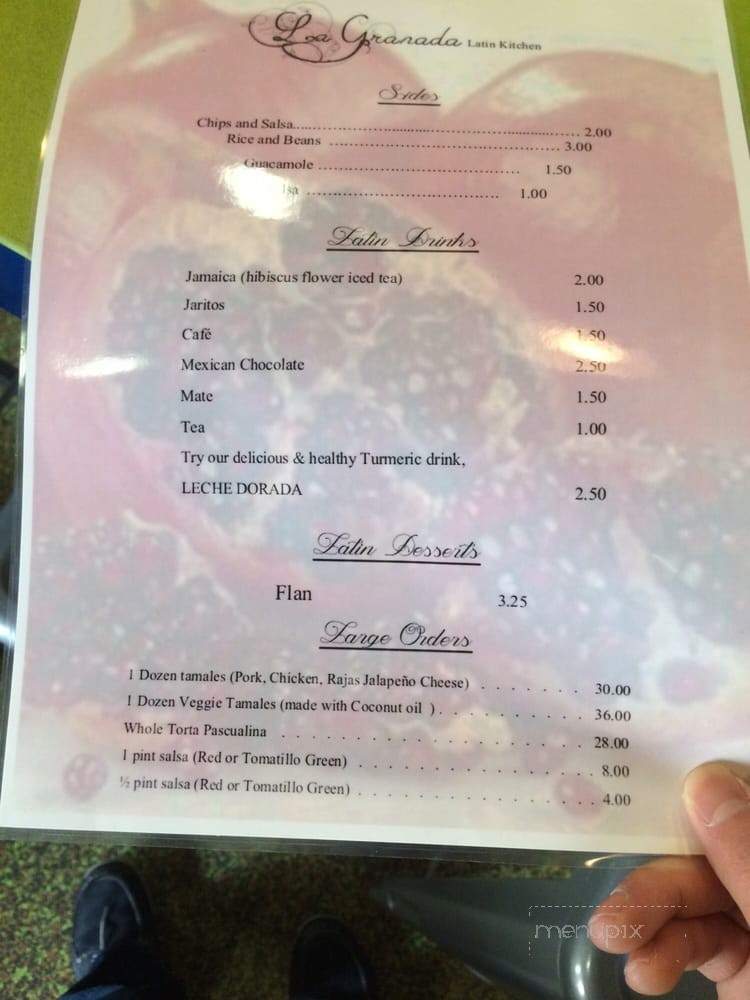 La Granada Latin Kitchen
Sides
Chips and Salsa........................................................................ 2.00
Rice and Beans ............................................... 3.00
Guacamole ........................................... 1.50
.......................................... 1.00
Latin Drinks
Jamaica (hibiscus flower iced tea) 2.00
Jaritos 1.50
Café 1.50
Mexican Chocolate 2.50
Mate 1.50
Tea 1.00
Try our delicious & healthy Turmeric drink,
LECHE DORADA 2.50
Latin Desserts
Flan 3.25
Large Orders
1 Dozen tamales (Pork, Chicken, Rajas Jalapeño Cheese) . . . . . . . 30.00
1 Dozen Veggie Tamales (made with Coconut oil ) . . . . . . . . . . 36.00
Whole Torta Pascualina . . . . . . . . . . . . . . . . . . . . 28.00
1 pint salsa (Red or Tomatillo Green) . . . . . . . . . . . . . . . 8.00
½ pint salsa (Red or Tomatillo Green) . . . . . . . . . . . . . . . 4.00
menupix